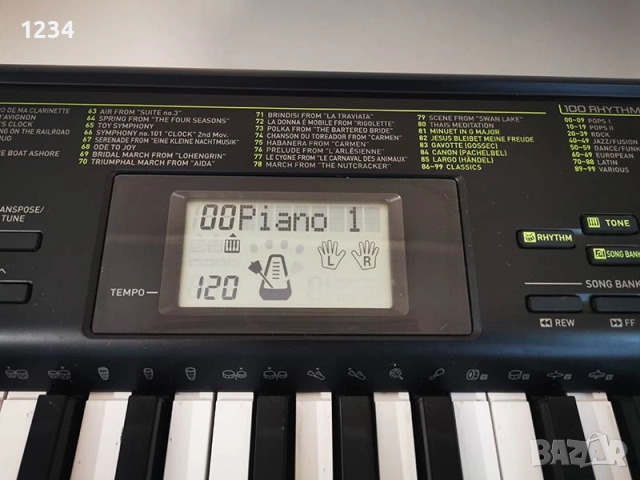 1234
DE MA CLARINETTE
AVIGNON
'S CLOCK
ING ON THE RAILROAD
PUG
BOAT ASHORE
63 AIR FROM "SUITE no.3"
64 SPRING FROM "THE FOUR SEASONS"
65 TOY SYMPHONY
66 SYMPHONY no.101 "CLOCK" 2nd Mov.
67 SERENADE FROM "EINE KLEINE NACHTMUSIK"
68 ODE TO JOY
69 BRIDAL MARCH FROM "LOHENGRIN"
70 TRIUMPHAL MARCH FROM "AIDA"
71 BRINDISI FROM "LA TRAVIATA"
72 LA DONNA È MOBILE FROM "RIGOLETTE"
73 POLKA FROM "THE BARTERED BRIDE"
74 CHANSON DU TOREADOR FROM "CARMEN"
75 HABANERA FROM "CARMEN"
76 PRELUDE FROM "L'ARLÉSIENNE"
77 LE CYGNE FROM "LE CARNAVAL DES ANIMAUX"
78 MARCH FROM "THE NUTCRACKER"
79 SCENE FROM "SWAN LAKE"
80 THAIS MEDITATION
81 MINUET IN G MAJOR
82 JESUS BLEIBET MEINE FREUDE
83 GAVOTTE (GOSSEC)
84 CANON (PACHELBEL)
85 LARGO (HÄNDEL)
86-99 CLASSICS
100 RHYTHM
00-09 POPS I
10-19 POPS II
20-39 ROCK
40-49 JAZZ/FUSION
50-59 DANCE/FUNK
60-69 EUROPEAN
70-88 LATIN
89-99 VARIOUS
TRANSPOSE/
TUNE
00Piano 1
L R
TEMPO
120
TONE
RHYTHM
SONG BANK
SONG BANK
REW
FF
BAZAR